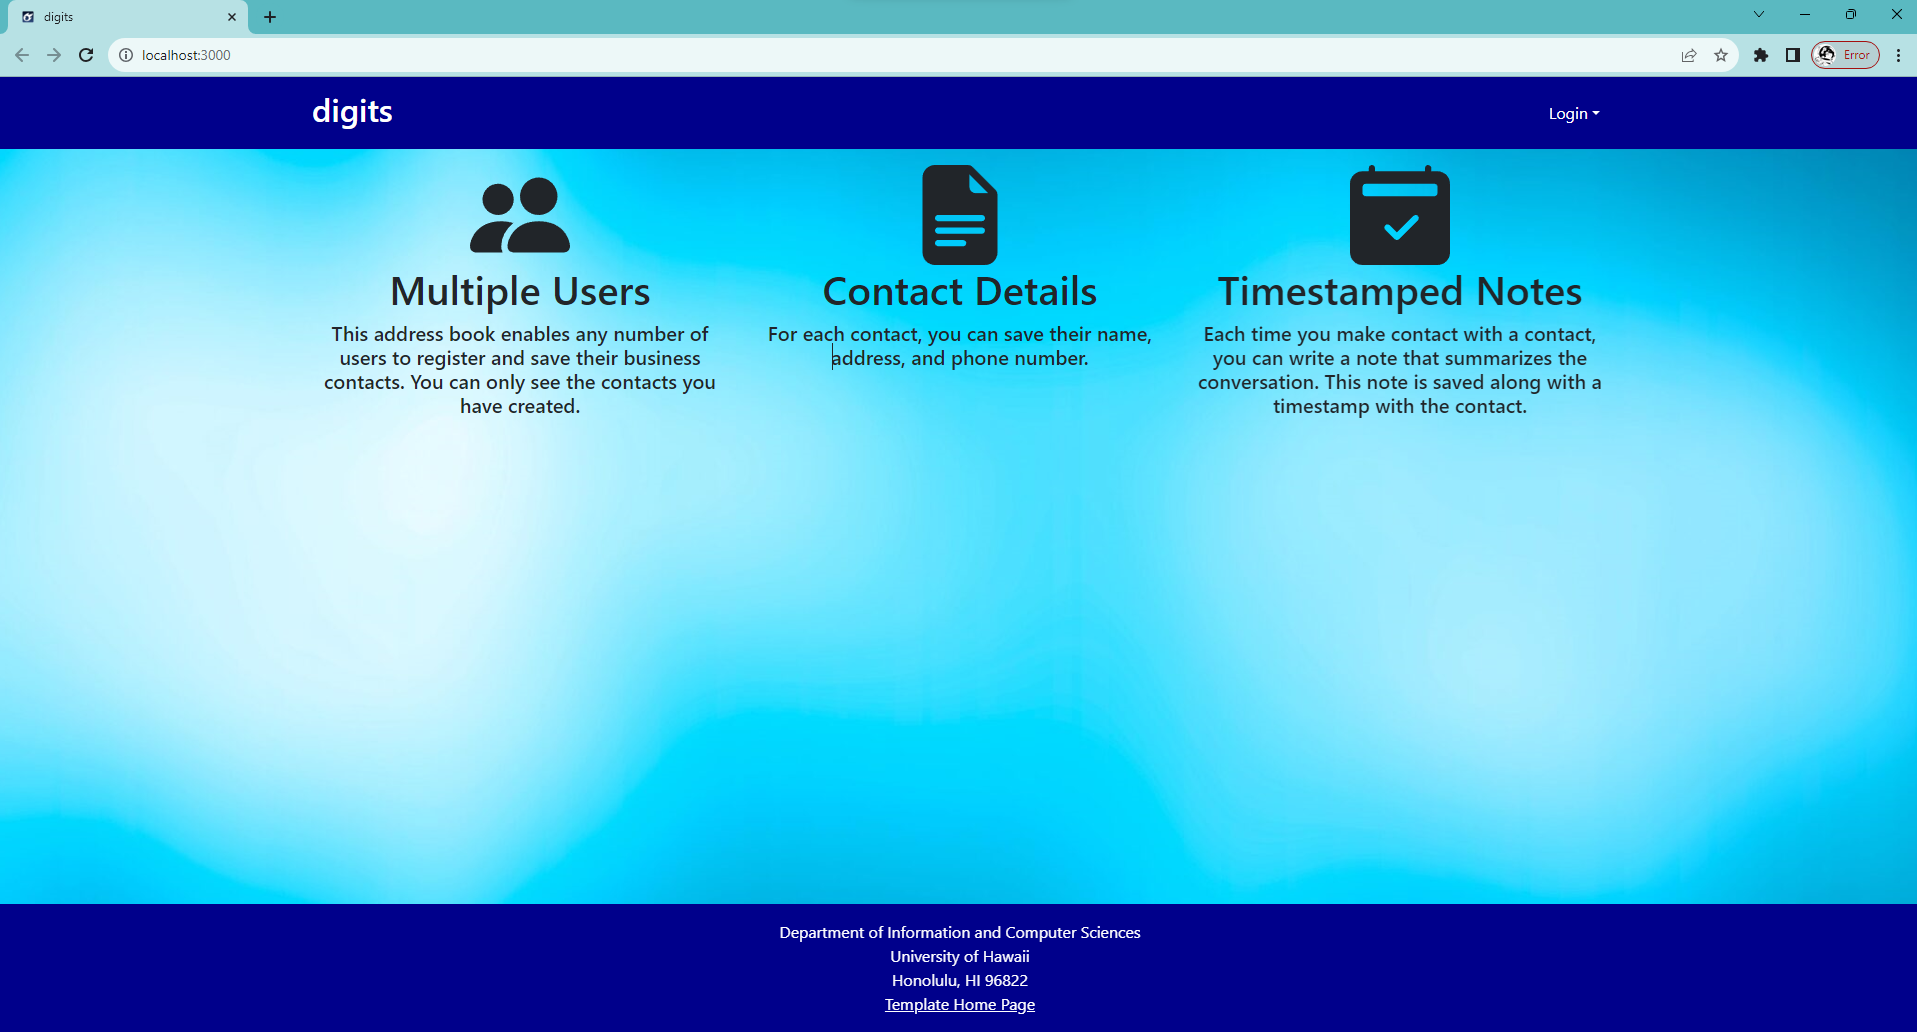 digits
localhost:3000
Error
digits
Login
Multiple Users
This address book enables any number of
users to register and save their business
contacts. You can only see the contacts you
have created.
Contact Details
For each contact, you can save their name,
address, and phone number.
Timestamped Notes
Each time you make contact with a contact,
you can write a note that summarizes the
conversation. This note is saved along with a
timestamp with the contact.
Department of Information and Computer Sciences
University of Hawaii
Honolulu, HI 96822
Template Home Page